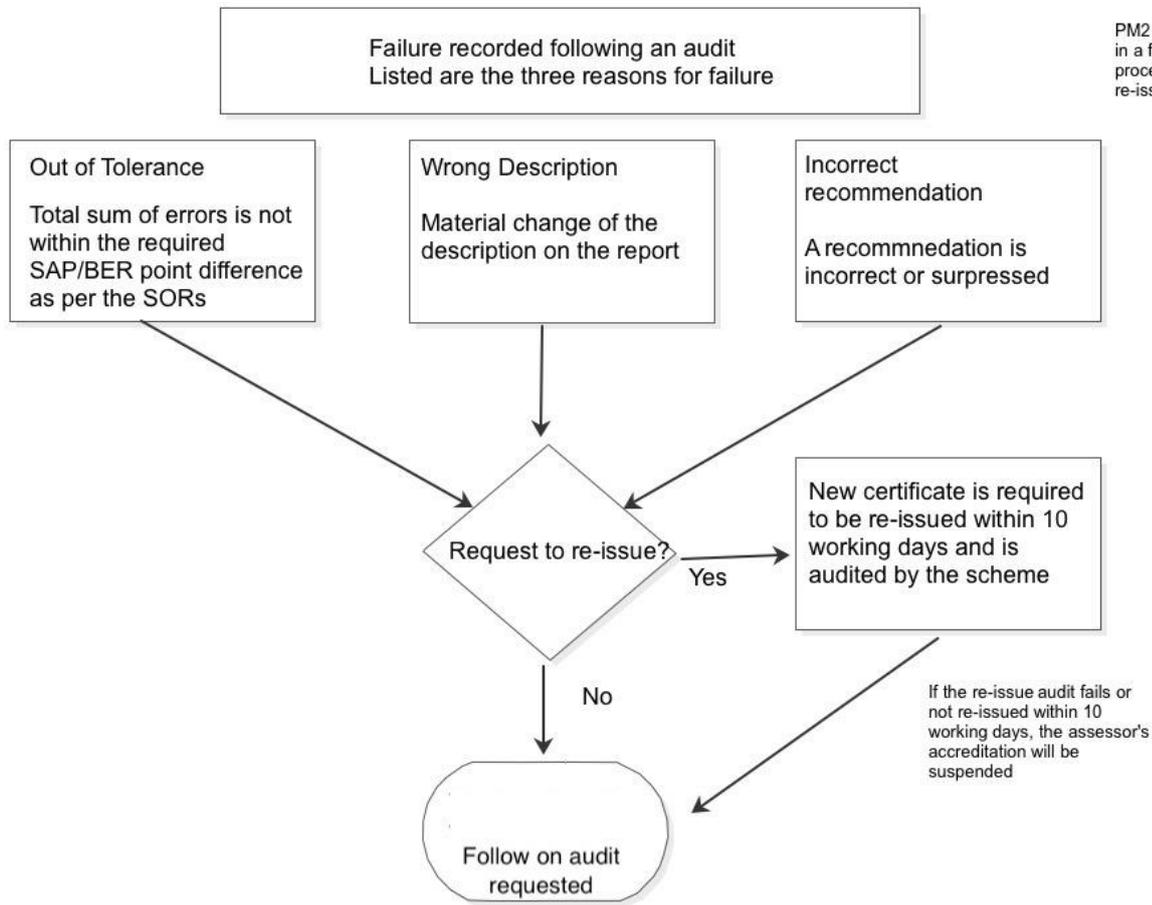 Failure recorded following an audit
Listed are the three reasons for failure
PM2
in a f
proce
re-iss
Out of Tolerance
Total sum of errors is not
within the required
SAP/BER point difference
as per the SORs
Wrong Description
Material change of the
description on the report
Incorrect
recommendation
A recommnedation is
incorrect or surpressed
Request to re-issue?
Yes
New certificate is required
to be re-issued within 10
working days and is
audited by the scheme
No
If the re-issue audit fails or
not re-issued within 10
working days, the assessor's
accreditation will be
suspended
Follow on audit
requested